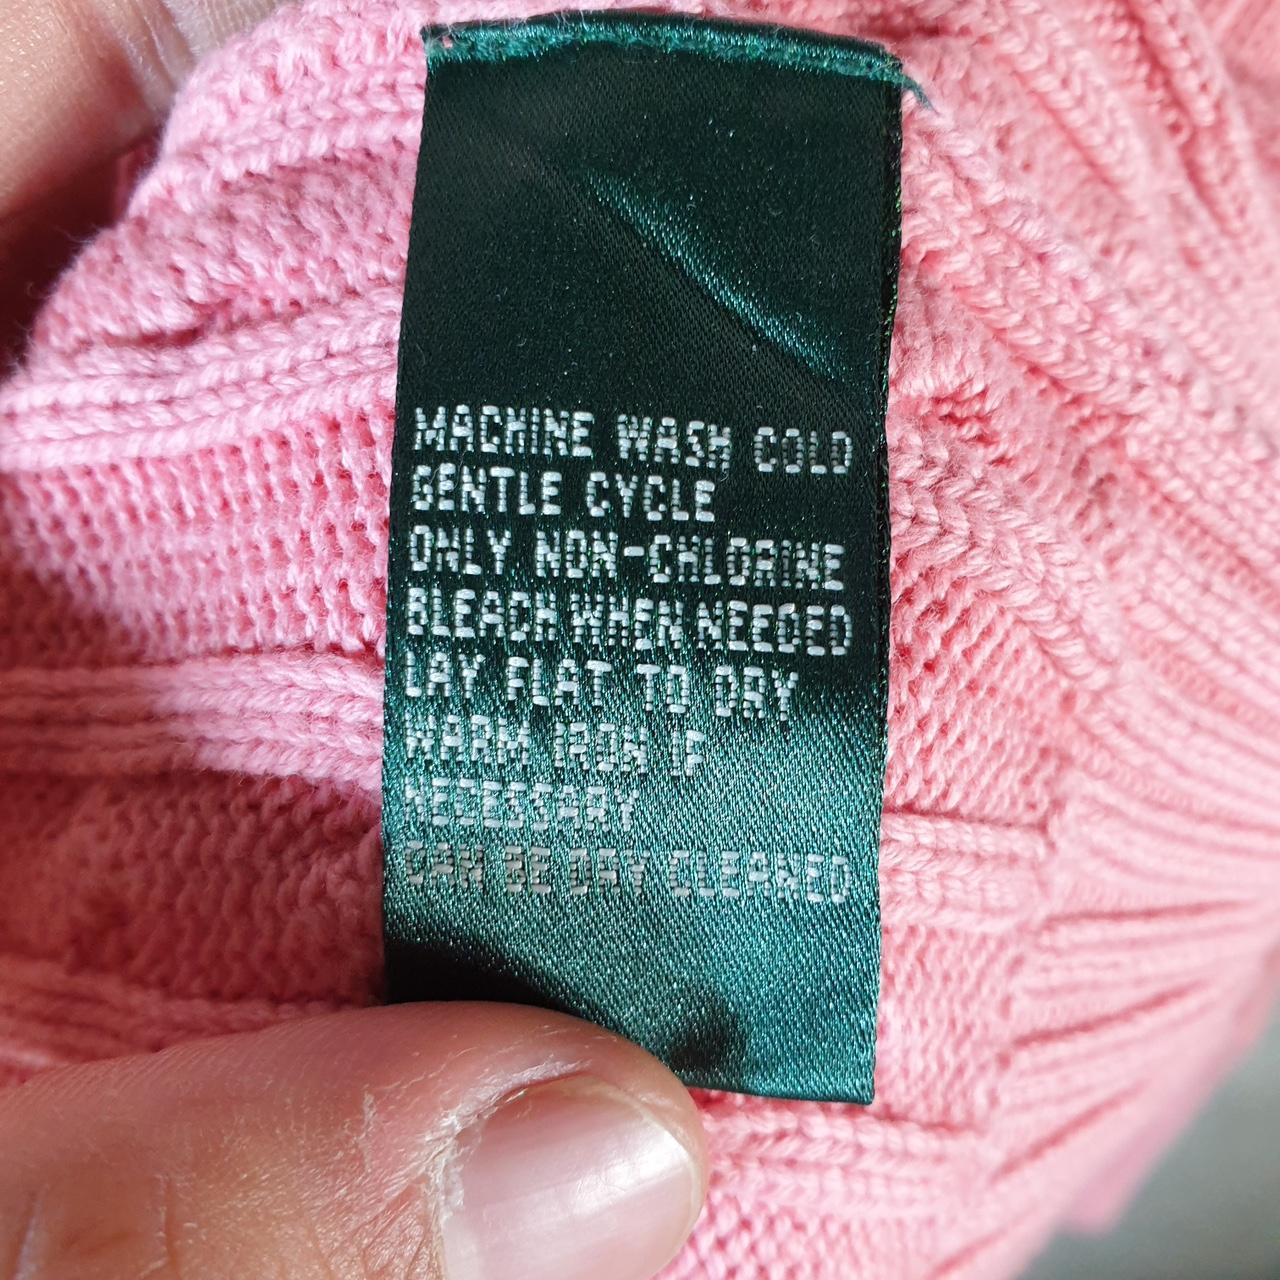 MACHINE WASH COLD
GENTLE CYCLE
ONLY NON-CHLORINE
BLEACH WHEN NEEDED
LAY FLAT TO DRY
WARM IRON IF
NECESSARY
CAN BE DRY CLEANED